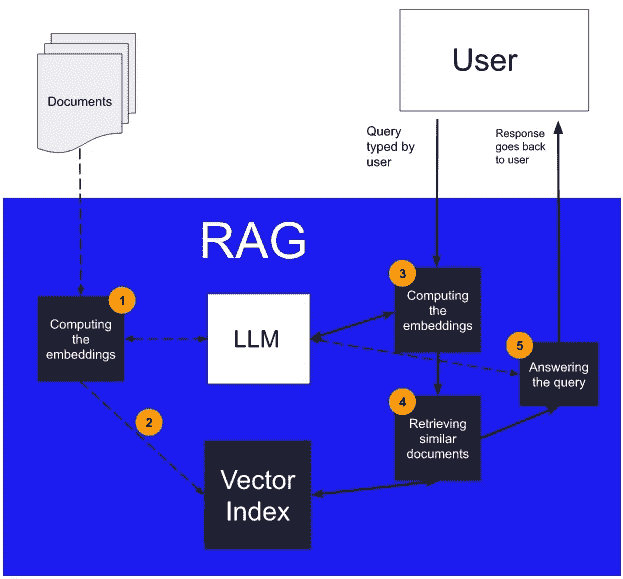 Documents
User
Query
typed by
user
Response
goes back
to user
RAG
1
Computing
the
embeddings
LLM
3
Computing
the
embeddings
5
Answering
the query
2
4
Retrieving
similar
documents
Vector
Index